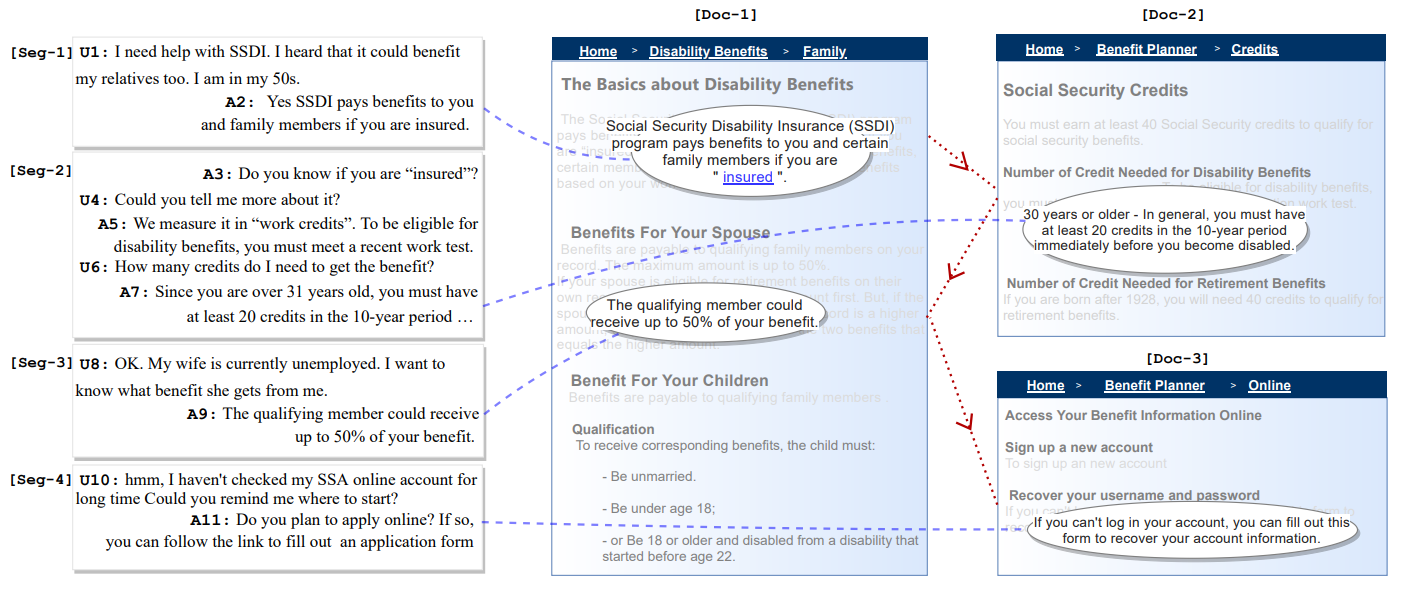 [Seg-1]
U1: I need help with SSDI. I heard that it could benefit
my relatives too. I am in my 50s.
A2: Yes SSDI pays benefits to you
and family members if you are insured.
[Seg-2]
A3: Do you know if you are “insured”?
U4: Could you tell me more about it?
A5: We measure it in “work credits”. To be eligible for
disability benefits, you must meet a recent work test.
U6: How many credits do I need to get the benefit?
A7: Since you are over 31 years old, you must have
at least 20 credits in the 10-year period …
[Seg-3]
U8: OK. My wife is currently unemployed. I want to
know what benefit she gets from me.
A9: The qualifying member could receive
up to 50% of your benefit.
[Seg-4]
U10: hmm, I haven't checked my SSA online account for
long time Could you remind me where to start?
A11: Do you plan to apply online? If so,
you can follow the link to fill out an application form
[Doc-1]
Home > Disability Benefits > Family
The Basics about Disability Benefits
Social Security Disability Insurance (SSDI)
program pays benefits to you and certain
family members if you are
" insured ".
Benefits For Your Spouse
Benefits are payable to qualifying family members on your
record. The maximum amount is up to 50%.
If your spouse is eligible for retirement benefits on their
The qualifying member could
receive up to 50% of your benefit.
equals the higher amount.
Benefit For Your Children
Benefits are payable to qualifying family members .
Qualification
To receive corresponding benefits, the child must:
- Be unmarried.
- Be under age 18;
- or Be 18 or older and disabled from a disability that
started before age 22.
[Doc-2]
Home > Benefit Planner > Credits
Social Security Credits
You must earn at least 40 Social Security credits to qualify for
social security benefits.
Number of Credit Needed for Disability Benefits
30 years or older - In general, you must have
at least 20 credits in the 10-year period
immediately before you become disabled.
Number of Credit Needed for Retirement Benefits
If you are born after 1928, you will need 40 credits to qualify for
retirement benefits.
[Doc-3]
Home > Benefit Planner > Online
Access Your Benefit Information Online
Sign up a new account
To sign up an new account
Recover your username and password
If you can't log in your account, you can fill out this
form to recover your account information.